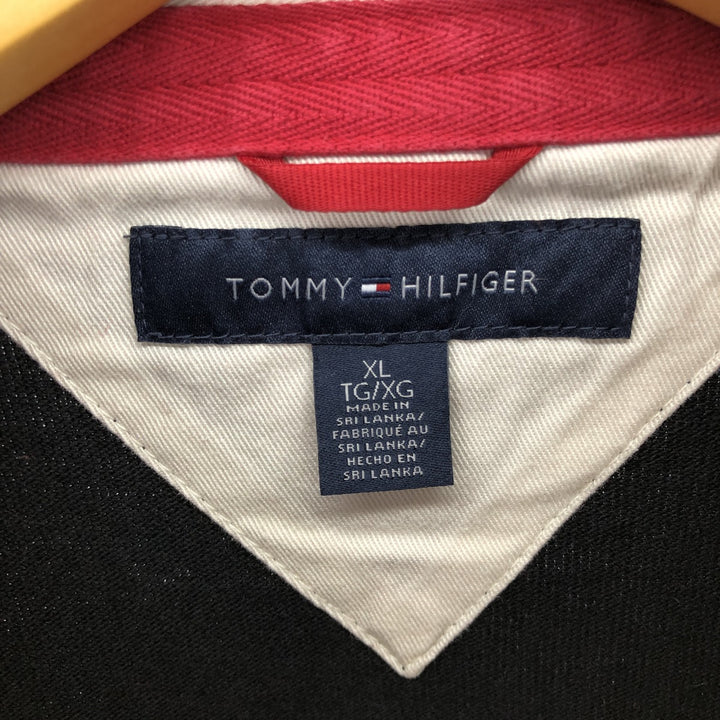 TOMMY HILFIGER
XL
TG/XG
MADE IN
SRI LANKA/
FABRIQUÉ AU
SRI LANKA/
HECHO EN
SRI LANKA